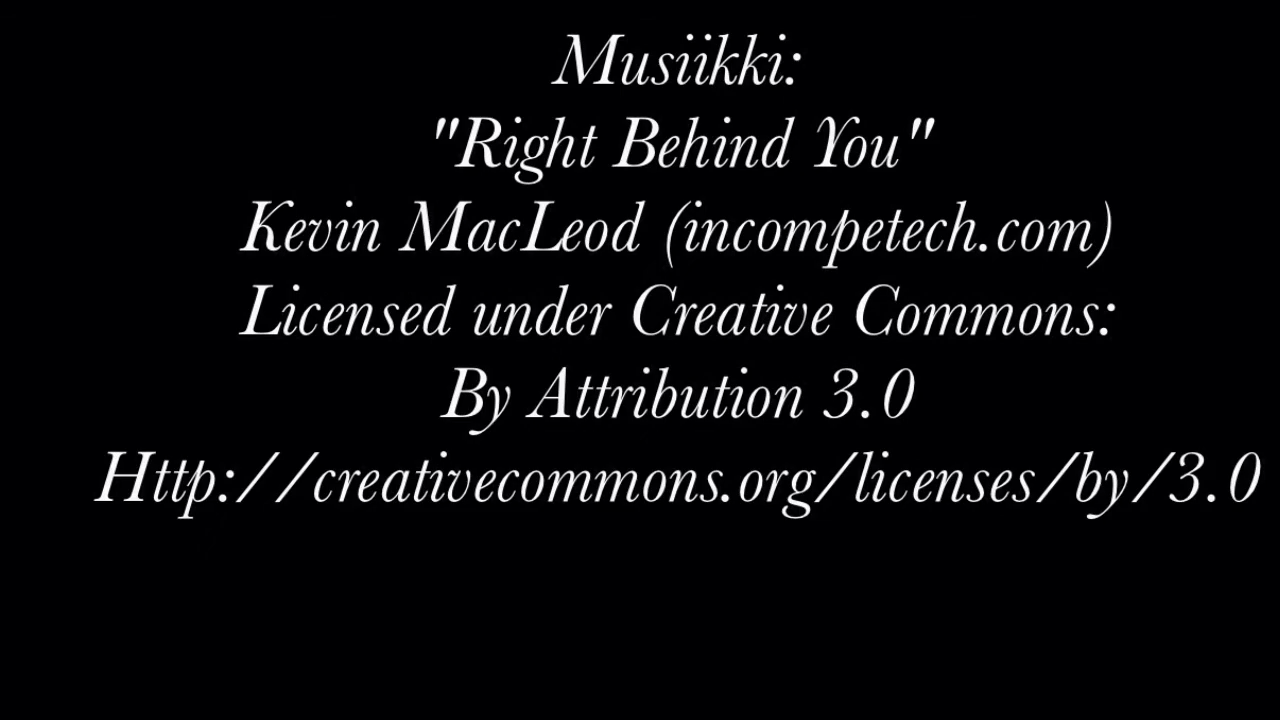 Musiikki:
"Right Behind You"
Kevin MacLeod (incompetech.com)
Licensed under Creative Commons:
By Attribution 3.0
Http://creativecommons.org/licenses/by/3.0